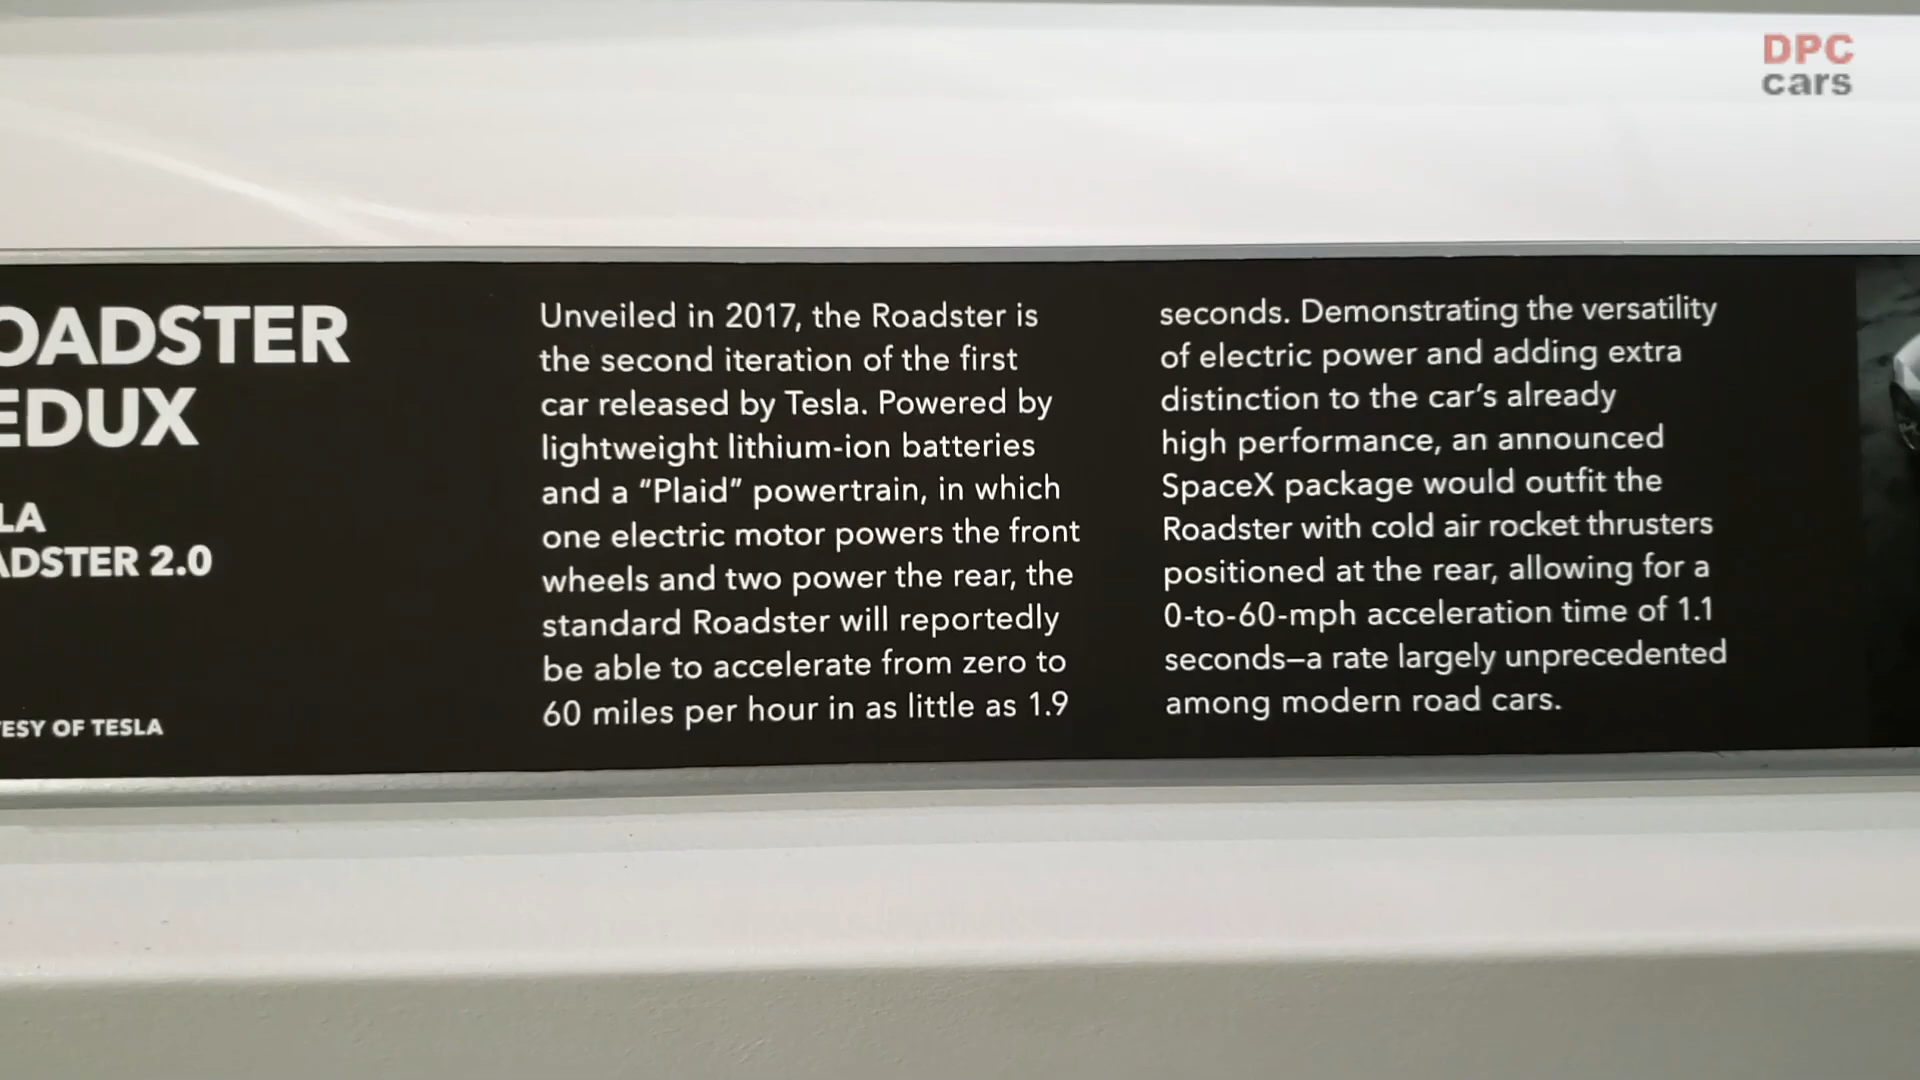 DPC
cars
OADSTER
EDUX
LA
ADSTER 2.0
TESY OF TESLA
Unveiled in 2017, the Roadster is
the second iteration of the first
car released by Tesla. Powered by
lightweight lithium-ion batteries
and a “Plaid” powertrain, in which
one electric motor powers the front
wheels and two power the rear, the
standard Roadster will reportedly
be able to accelerate from zero to
60 miles per hour in as little as 1.9
seconds. Demonstrating the versatility
of electric power and adding extra
distinction to the car’s already
high performance, an announced
SpaceX package would outfit the
Roadster with cold air rocket thrusters
positioned at the rear, allowing for a
0-to-60-mph acceleration time of 1.1
seconds—a rate largely unprecedented
among modern road cars.